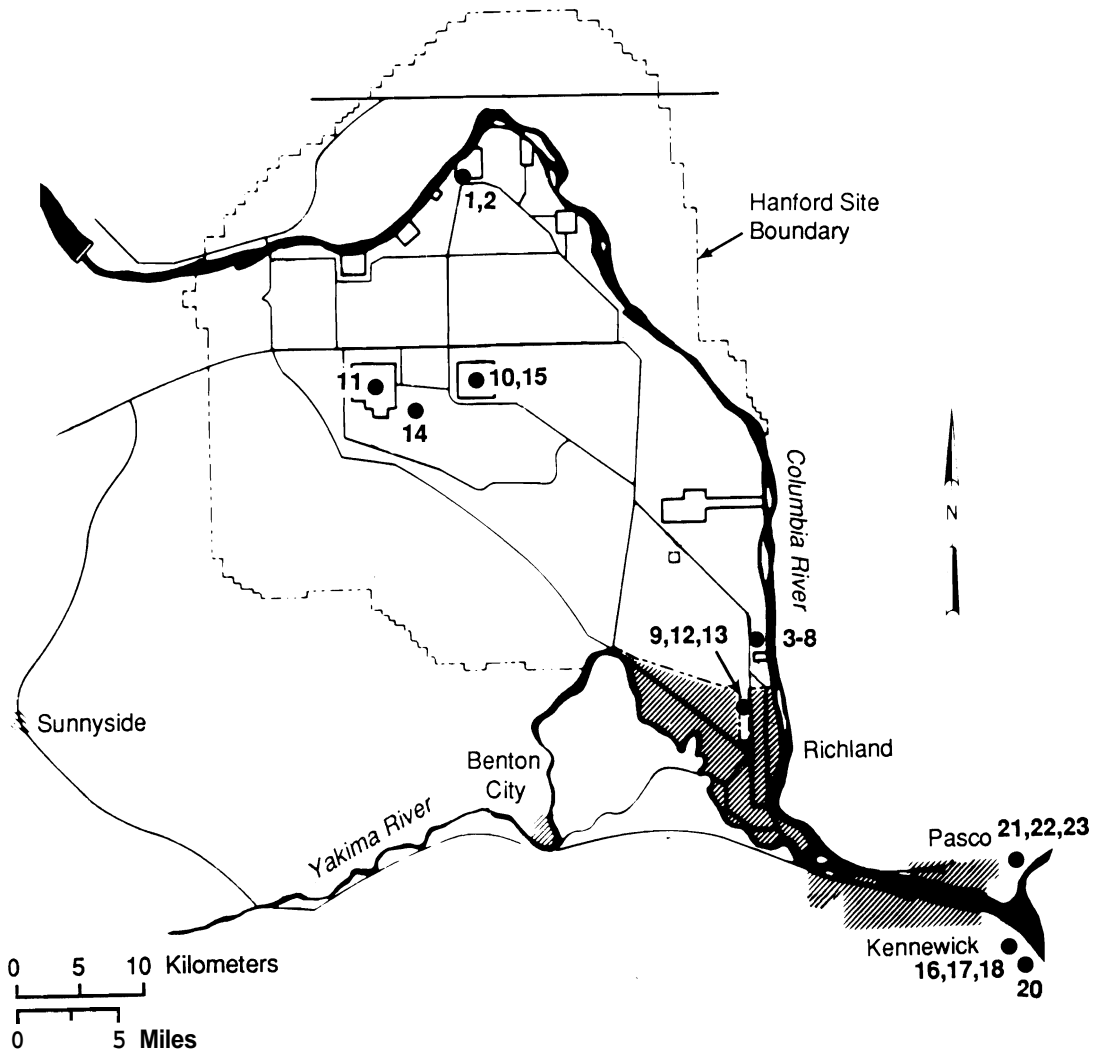 Hanford Site
Boundary
1,2
11
10,15
14
Columbia River
N
9,12,13
3-8
Sunnyside
Benton
City
Richland
Yakima River
Pasco
21,22,23
Kennewick
16,17,18
20
0 5 10 Kilometers
0 5 Miles